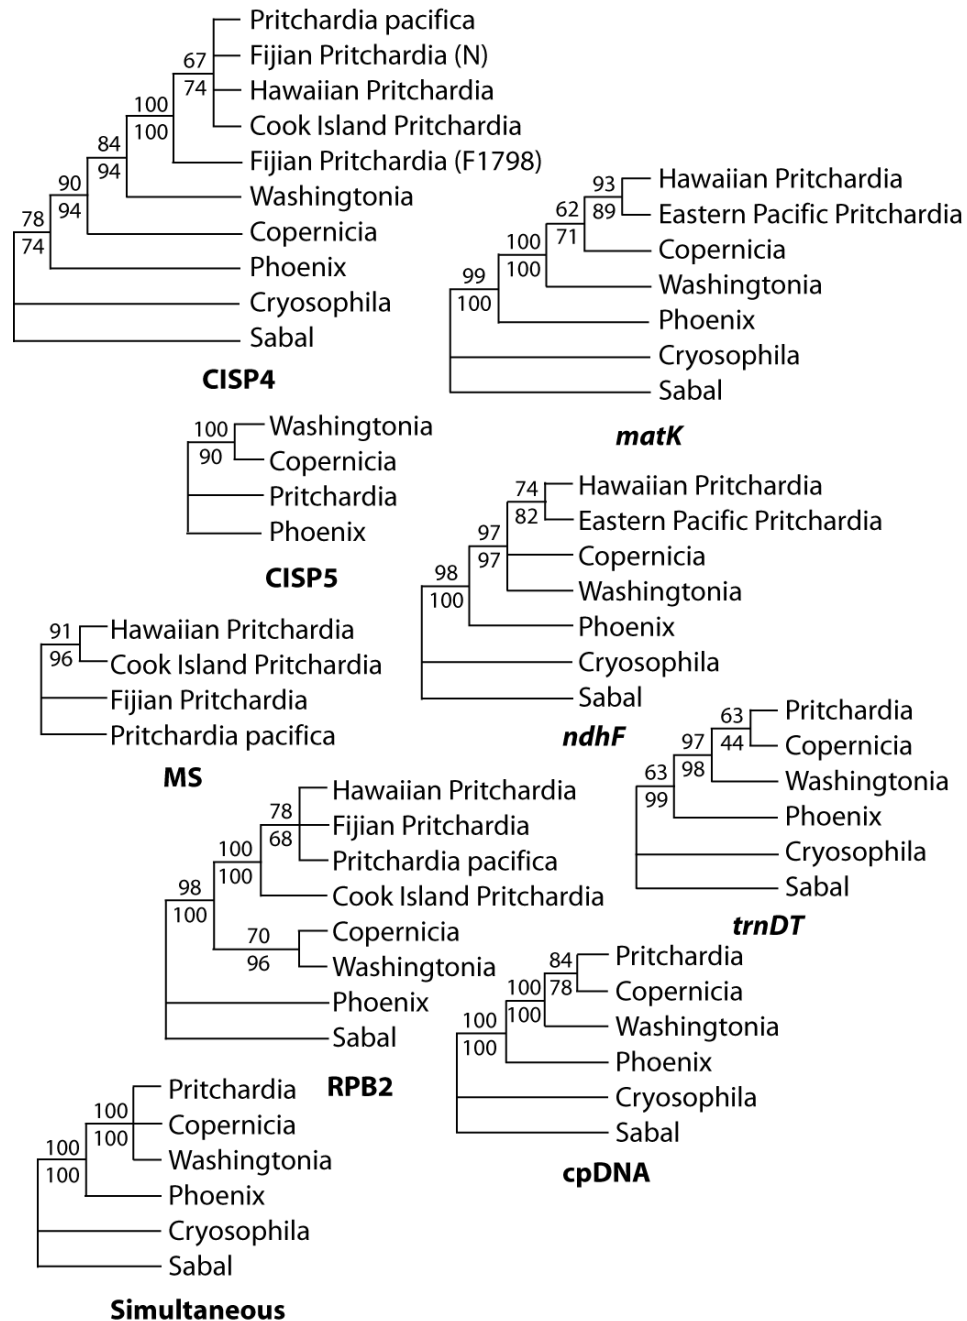 Pritchardia pacifica
67
Fijian Pritchardia (N)
74
Hawaiian Pritchardia
100
Cook Island Pritchardia
100
84
Fijian Pritchardia (F1798)
94
90
Washingtonia
94
78
Copernicia
74
Phoenix
Cryosophila
Sabal
CISP4
93
Hawaiian Pritchardia
89
Eastern Pacific Pritchardia
62
71
Copernicia
100
100
Washingtonia
99
100
Phoenix
Cryosophila
Sabal
matK
100
Washingtonia
90
Copernicia
Pritchardia
Phoenix
CISP5
74
Hawaiian Pritchardia
82
Eastern Pacific Pritchardia
97
97
Copernicia
98
Washingtonia
100
Phoenix
Cryosophila
Sabal
ndhF
91
Hawaiian Pritchardia
96
Cook Island Pritchardia
Fijian Pritchardia
Pritchardia pacifica
MS
63
Pritchardia
44
Copernicia
97
98
Washingtonia
63
99
Phoenix
Cryosophila
Sabal
trnDT
Hawaiian Pritchardia
78
Fijian Pritchardia
68
Pritchardia pacifica
100
100
Cook Island Pritchardia
98
100
70
Copernicia
96
Washingtonia
Phoenix
Sabal
RPB2
84
Pritchardia
78
Copernicia
100
100
Washingtonia
100
100
Phoenix
Cryosophila
Sabal
cpDNA
Pritchardia
100
Copernicia
100
Washingtonia
100
100
Phoenix
Cryosophila
Sabal
Simultaneous